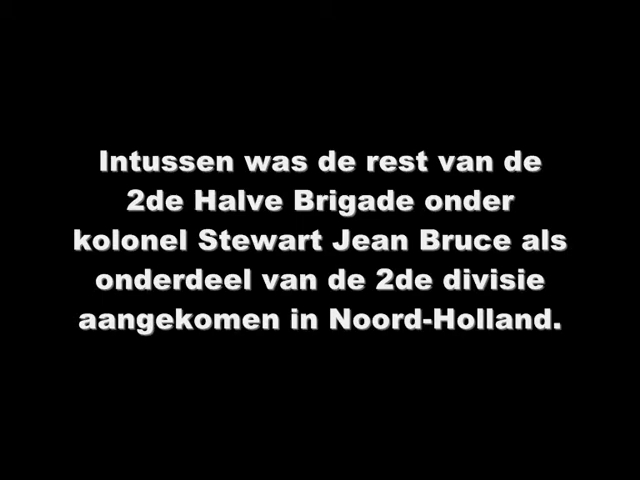 Intussen was de rest van de
2de Halve Brigade onder
kolonel Stewart Jean Bruce als
onderdeel van de 2de divisie
aangekomen in Noord-Holland.